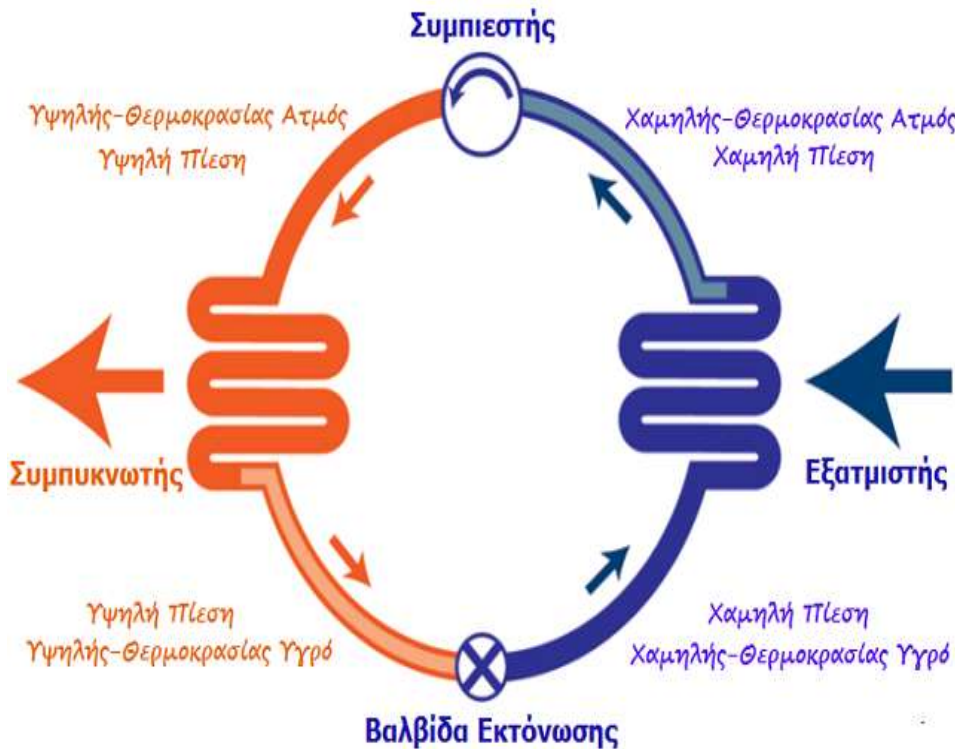 Συμπιεστής
Υψηλής-Θερμοκρασίας Ατμός
Υψηλή Πίεση
Χαμηλής-Θερμοκρασίας Ατμός
Χαμηλή Πίεση
Συμπυκνωτής
Εξατμιστής
Υψηλή Πίεση
Υψηλής-Θερμοκρασίας Υγρό
Χαμηλή Πίεση
Χαμηλής-Θερμοκρασίας Υγρό
Βαλβίδα Εκτόνωσης